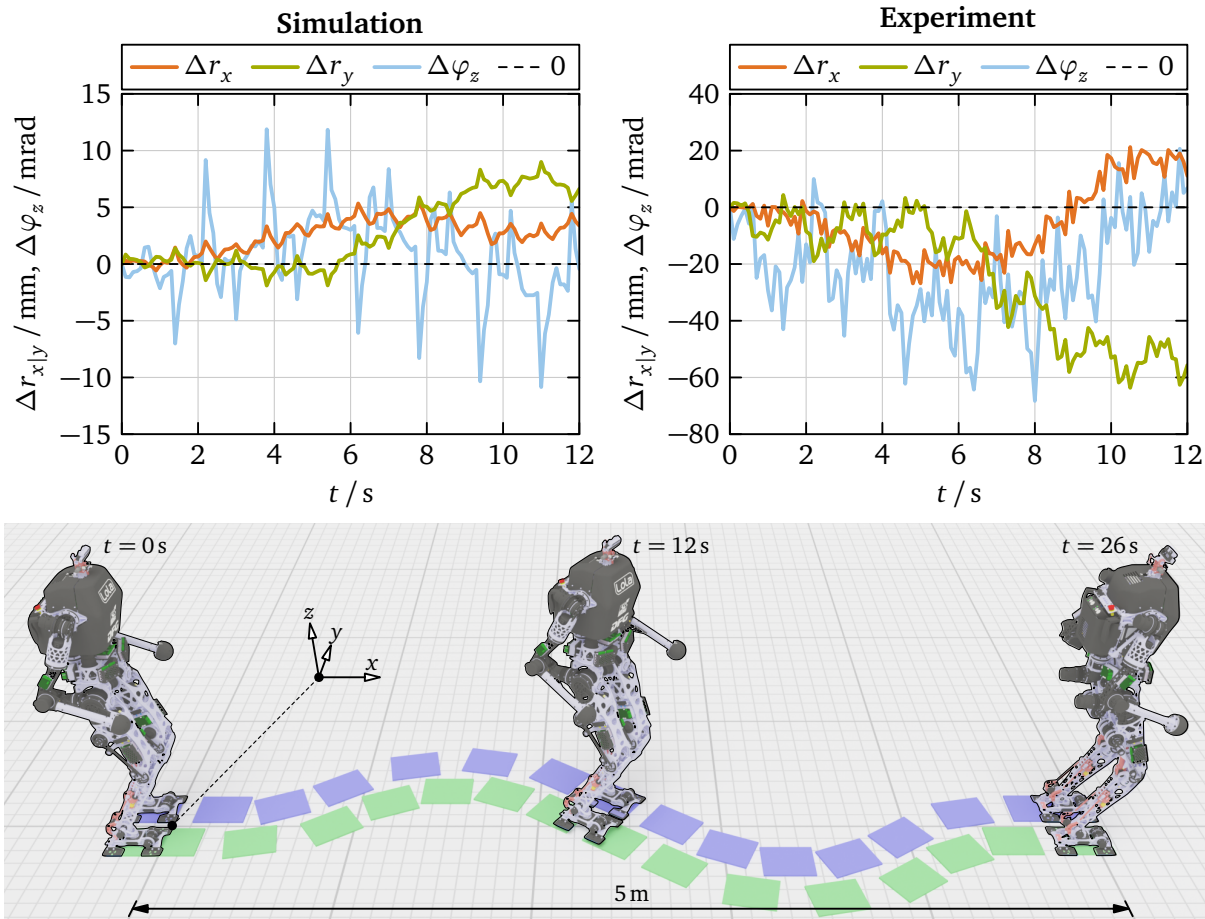 Simulation
Δr_x Δr_y Δφ_z 0
15
10
5
0
−5
−10
−15
Δr_x|y / mm, Δφ_z / mrad
0 2 4 6 8 10 12
t / s
Experiment
Δr_x Δr_y Δφ_z 0
40
20
0
−20
−40
−60
−80
Δr_x|y / mm, Δφ_z / mrad
0 2 4 6 8 10 12
t / s
t = 0 s
t = 12 s
t = 26 s
LOLA
LOLA
z
y
x
5 m